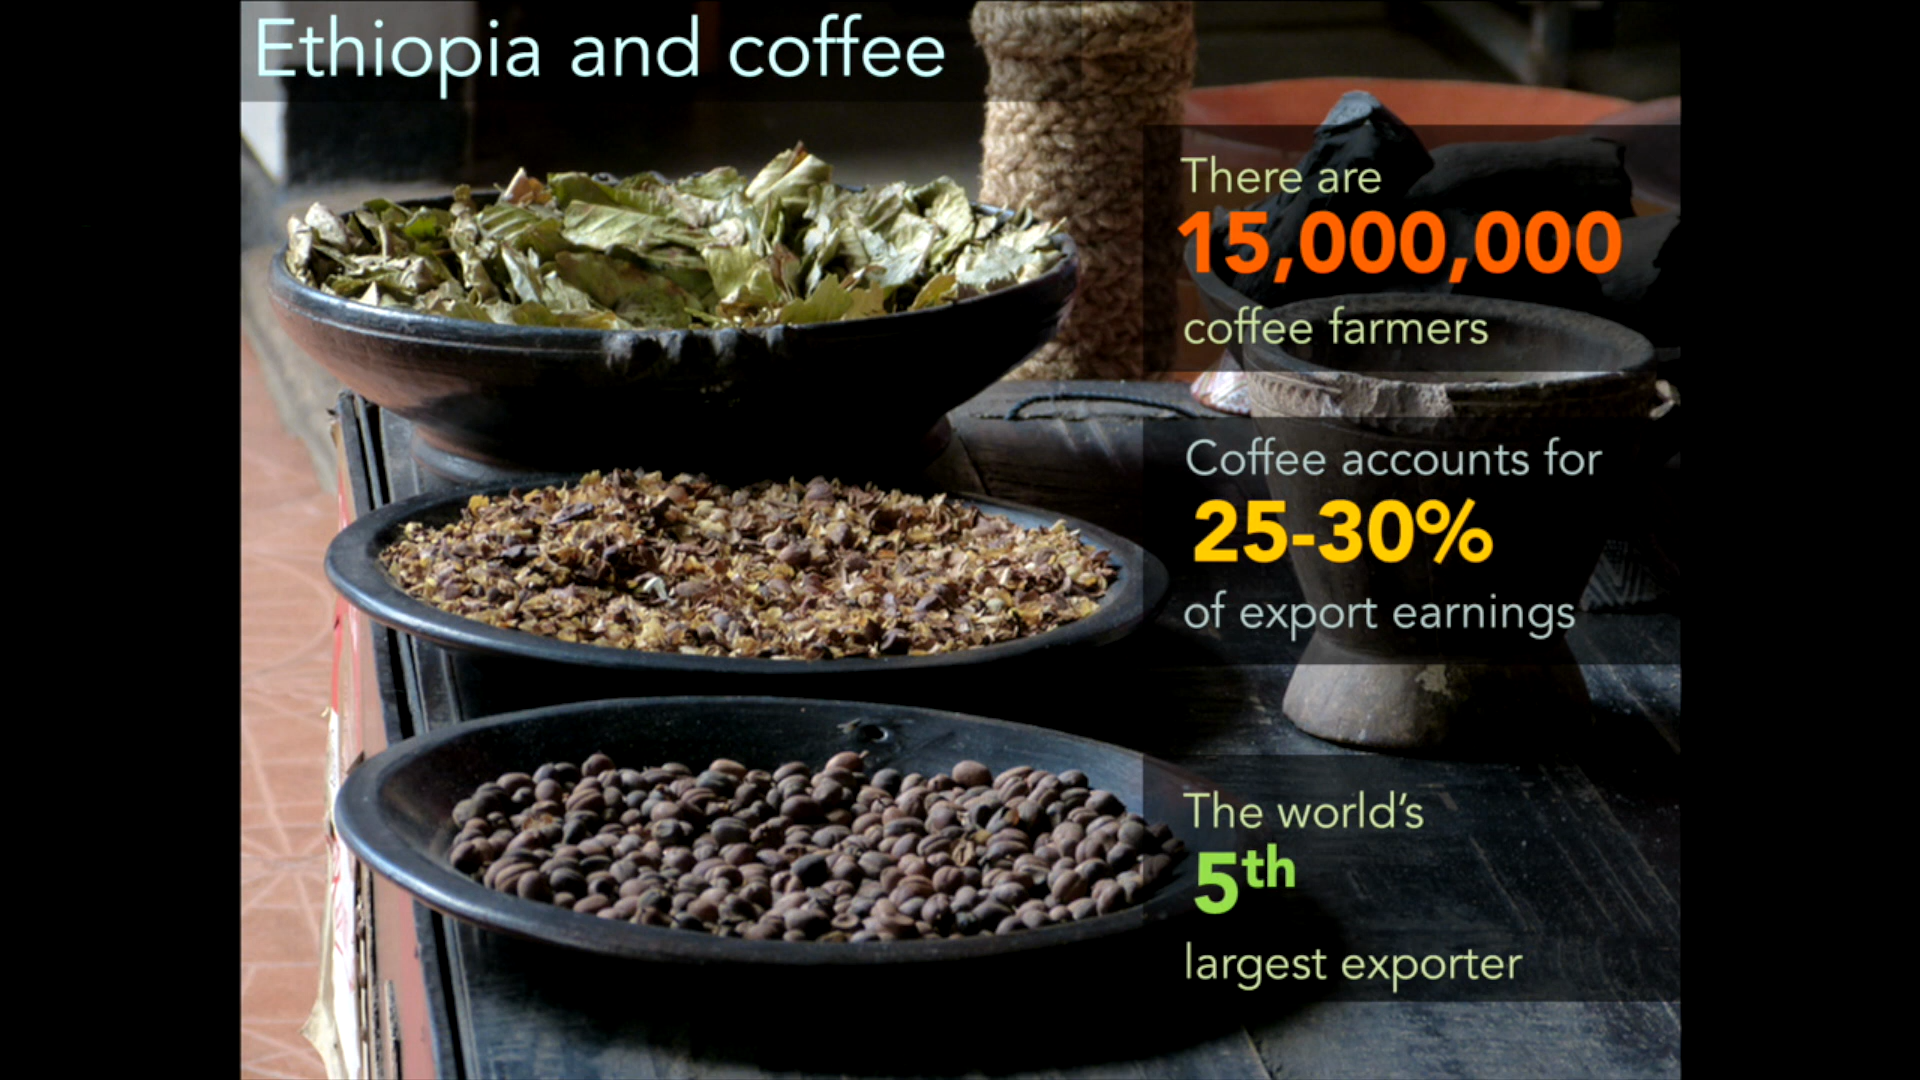 Ethiopia and coffee
There are
15,000,000
coffee farmers
Coffee accounts for
25-30%
of export earnings
The world’s
5th
largest exporter